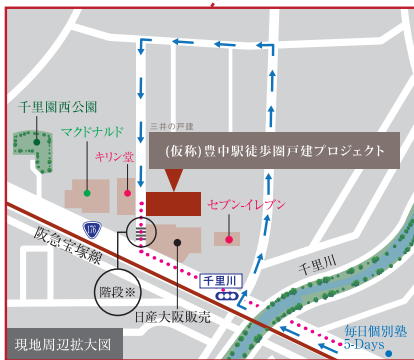 千里園西公園
マクドナルド
キリン堂
三井の戸建
(仮称)豊中駅徒歩圏戸建プロジェクト
セブン-イレブン
176
阪急宝塚線
階段※
日産大阪販売
千里川
千里川
現地周辺拡大図
毎日個別塾
5-Days